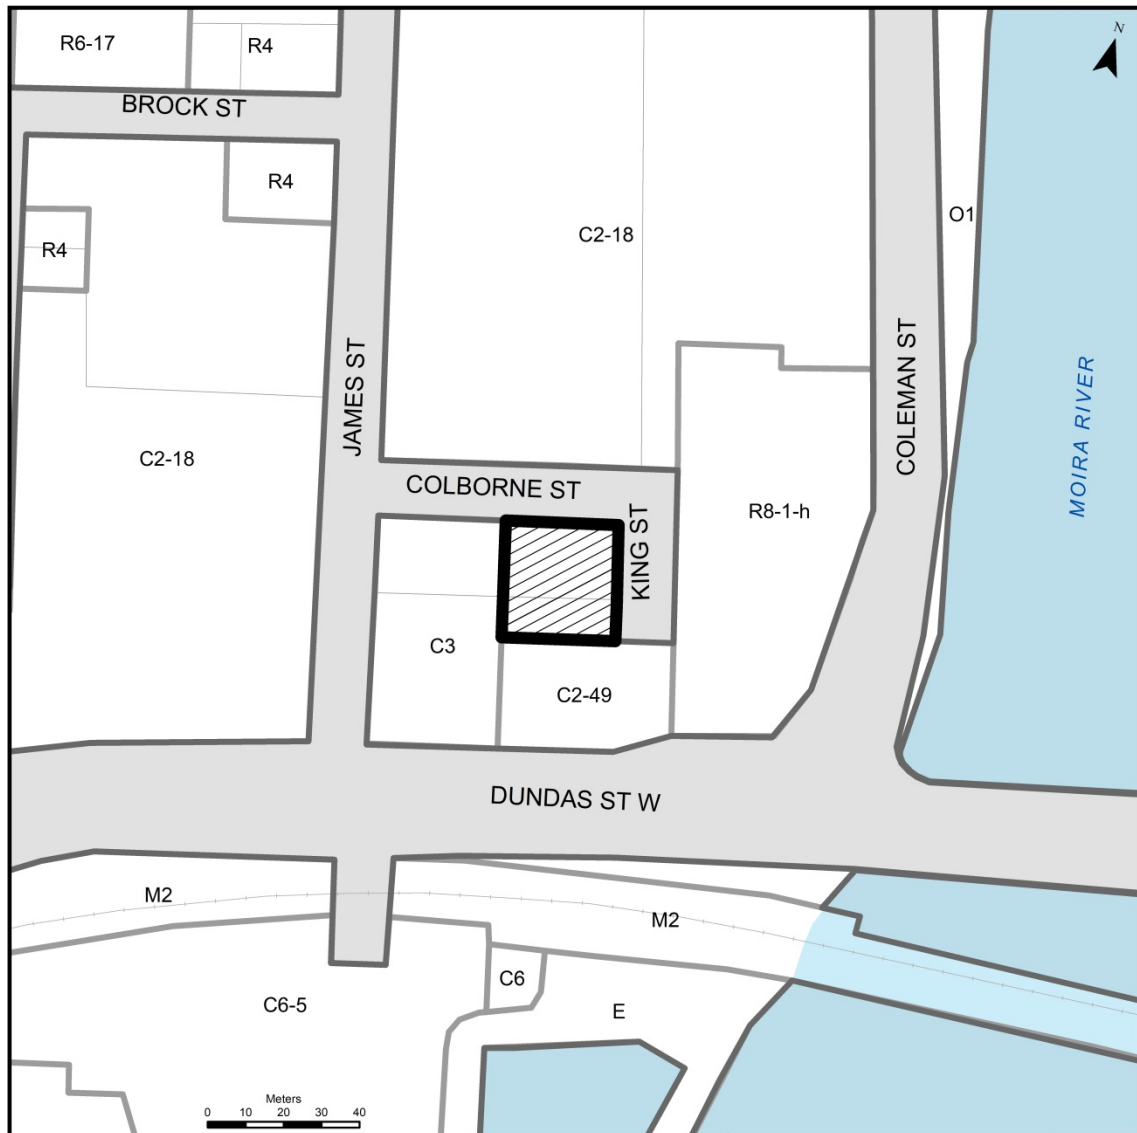 N
R6-17
R4
BROCK ST
R4
R4
C2-18
O1
JAMES ST
COLEMAN ST
MOIRA RIVER
C2-18
COLBORNE ST
KING ST
R8-1-h
C3
C2-49
DUNDAS ST W
M2
M2
C6
C6-5
E
Meters
0 10 20 30 40